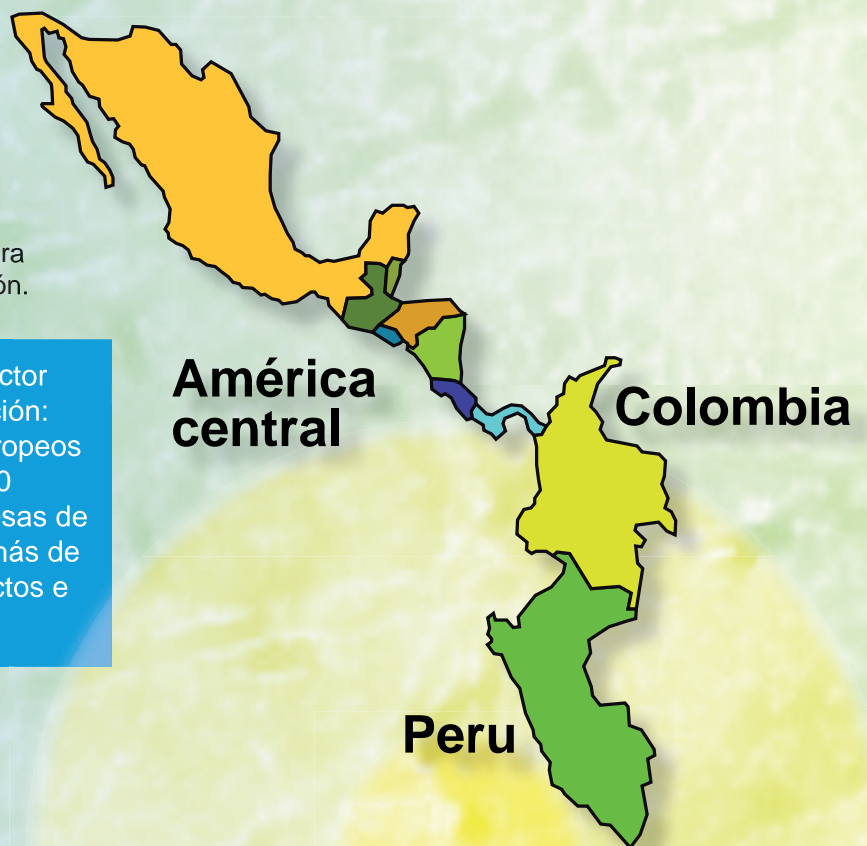 ra
ón.
ctor
ción:
ropeos
0
sas de
más de
ctos e
América
central
Colombia
Peru